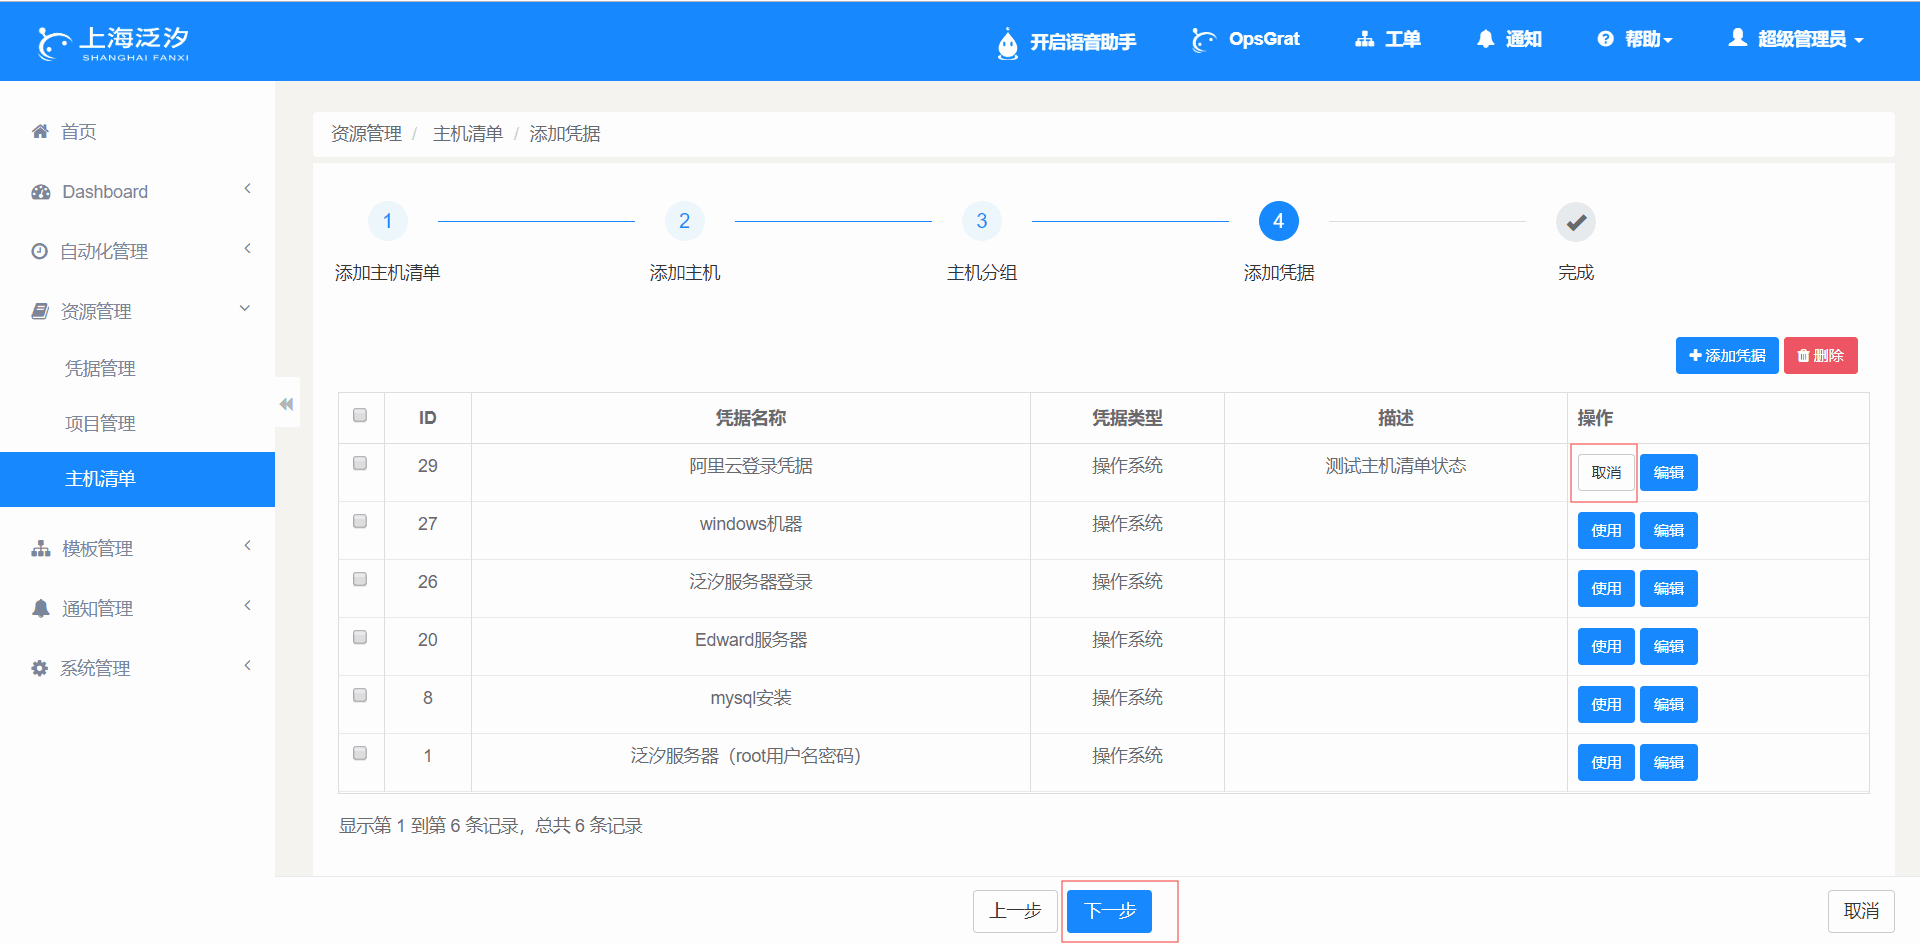 上海泛汐
SHANGHAI FANXI
开启语音助手
OpsGrat
工单
通知
帮助
超级管理员
首页
Dashboard
自动化管理
资源管理
凭据管理
项目管理
主机清单
模板管理
通知管理
系统管理
资源管理 / 主机清单 / 添加凭据
1 2 3 4
添加主机清单 添加主机 主机分组 添加凭据 完成
添加凭据 删除
ID 凭据名称 凭据类型 描述 操作
29 阿里云登录凭据 操作系统 测试主机清单状态 取消 编辑
27 windows机器 操作系统 使用 编辑
26 泛汐服务器登录 操作系统 使用 编辑
20 Edward服务器 操作系统 使用 编辑
8 mysql安装 操作系统 使用 编辑
1 泛汐服务器（root用户名密码） 操作系统 使用 编辑
显示第 1 到第 6 条记录，总共 6 条记录
上一步 下一步 取消